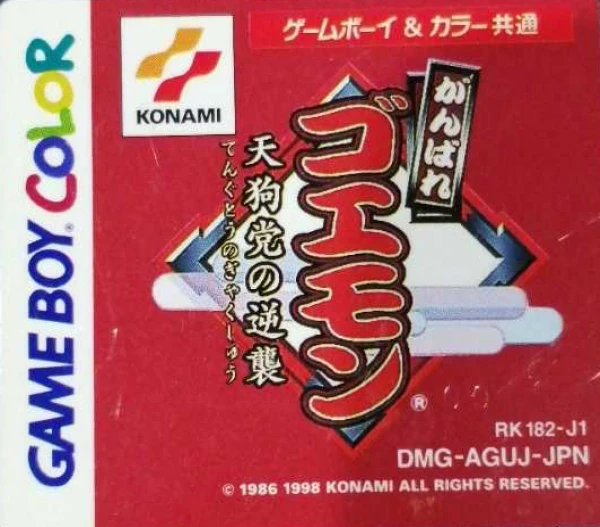 ゲームボーイ & カラー共通
KONAMI
GAME BOY COLOR
がんばれ
ゴエモン
天狗党の逆襲
てんぐとうのぎゃくしゅう
®
RK182-J1
DMG-AGUJ-JPN
© 1986 1998 KONAMI ALL RIGHTS RESERVED.